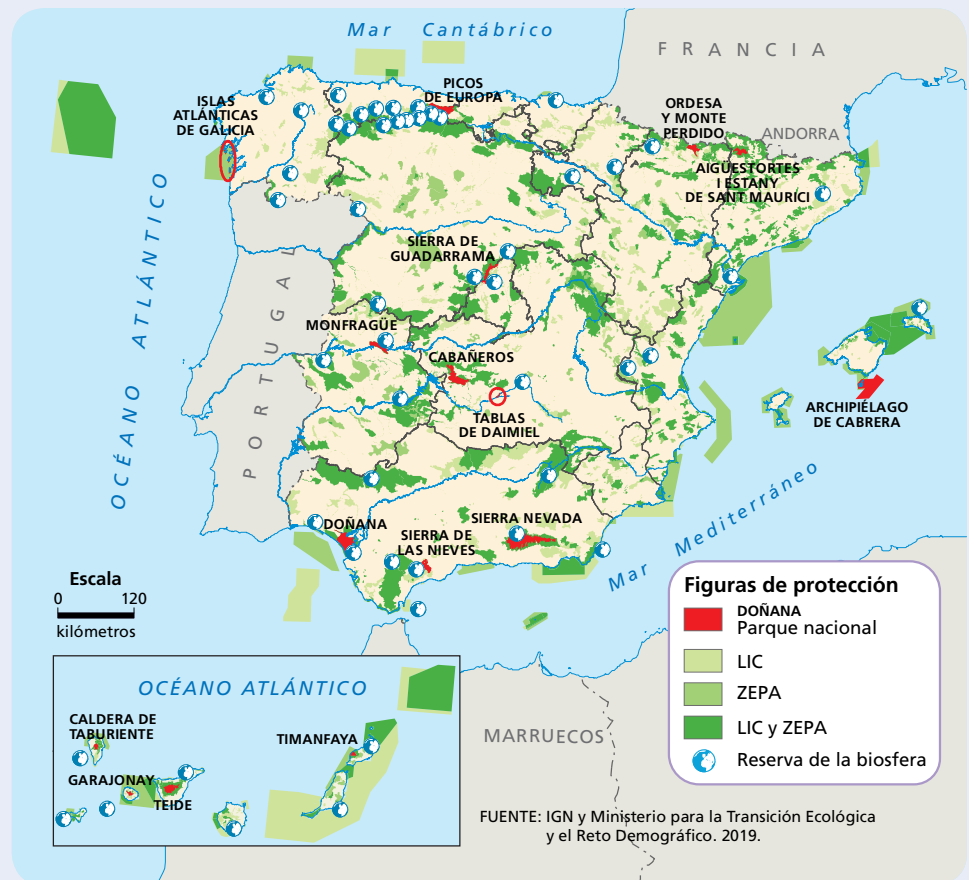 Mar Cantábrico
FRANCIA
PICOS
DE EUROPA
ISLAS
ATLÁNTICAS
DE GALICIA
ORDESA
Y MONTE
PERDIDO
ANDORRA
AIGÜESTORTES
I ESTANY
DE SANT MAURICI
OCÉANO ATLÁNTICO
PORTUGAL
SIERRA DE
GUADARRAMA
MONFRAGÜE
CABAÑEROS
TABLAS
DE DAIMIEL
ARCHIPIÉLAGO
DE CABRERA
Mar Mediterráneo
DOÑANA
SIERRA DE
LAS NIEVES
SIERRA NEVADA
Escala
0 120
kilómetros
Figuras de protección
DOÑANA
Parque nacional
LIC
ZEPA
LIC y ZEPA
Reserva de la biosfera
OCÉANO ATLÁNTICO
CALDERA DE
TABURIENTE
GARAJONAY
TEIDE
TIMANFAYA
MARRUECOS
FUENTE: IGN y Ministerio para la Transición Ecológica
y el Reto Demográfico. 2019.